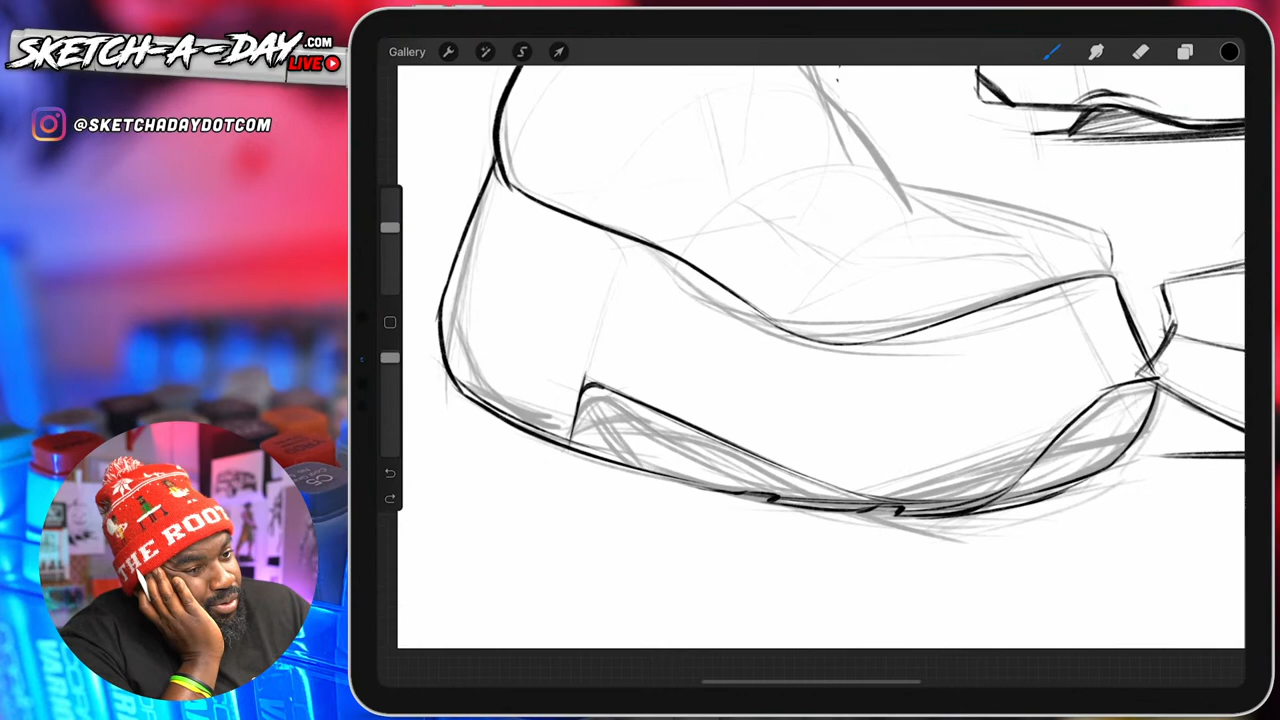 SKETCH-A-DAY.COM
LIVE
@SKETCHADAYDOTCOM
Gallery
THE ROOT